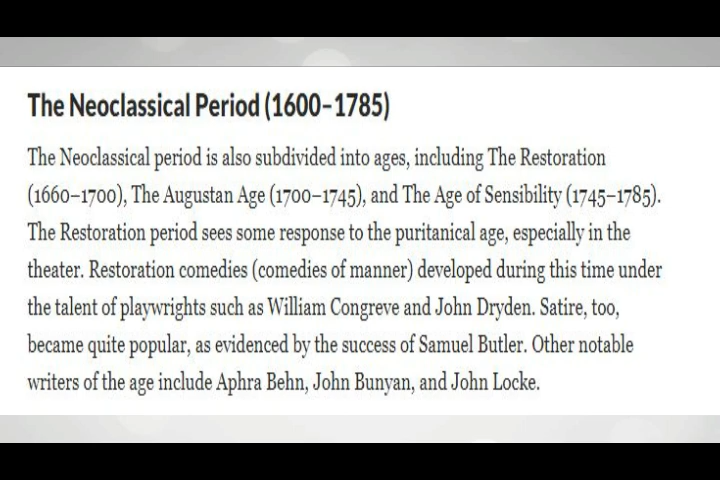 The Neoclassical Period (1600–1785)
The Neoclassical period is also subdivided into ages, including The Restoration
(1660–1700), The Augustan Age (1700–1745), and The Age of Sensibility (1745–1785).
The Restoration period sees some response to the puritanical age, especially in the
theater. Restoration comedies (comedies of manner) developed during this time under
the talent of playwrights such as William Congreve and John Dryden. Satire, too,
became quite popular, as evidenced by the success of Samuel Butler. Other notable
writers of the age include Aphra Behn, John Bunyan, and John Locke.